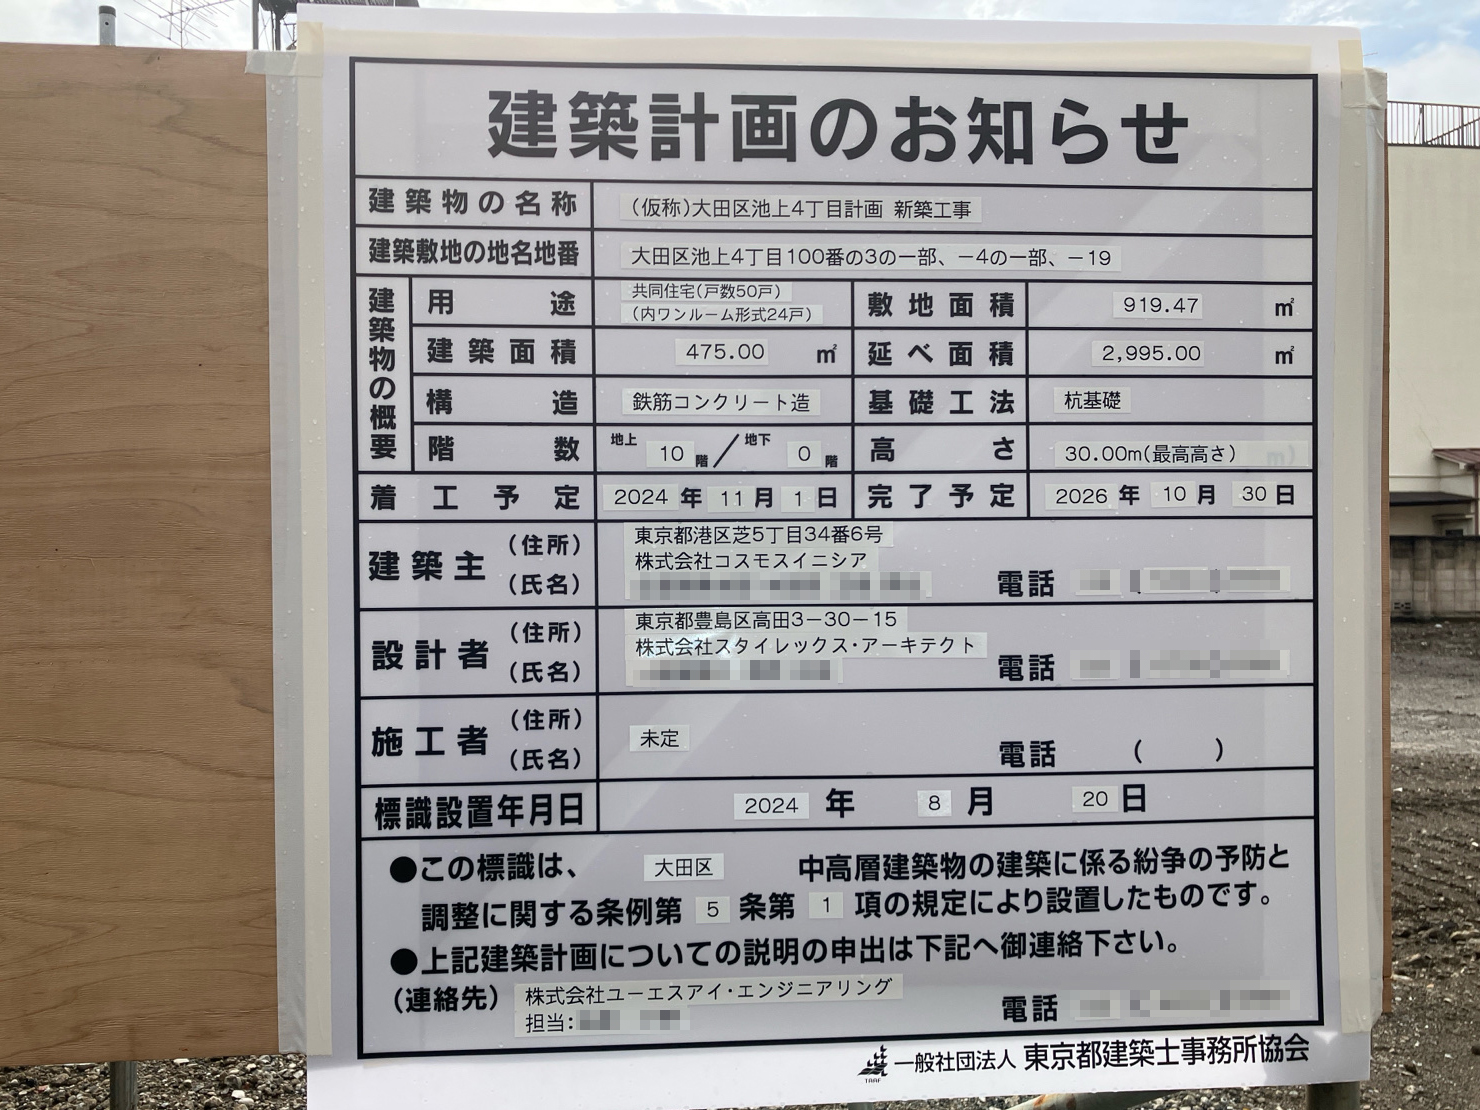 建築計画のお知らせ
建築物の名称 (仮称)大田区池上4丁目計画 新築工事
建築敷地の地名地番 大田区池上4丁目100番の3の一部、－4の一部、－19
建築物の概要
用途 共同住宅(戸数50戸)
(内ワンルーム形式24戸)
敷地面積 919.47 ㎡
建築面積 475.00 ㎡ 延べ面積 2,995.00 ㎡
構造 鉄筋コンクリート造 基礎工法 杭基礎
階数 地上 10 階 ／ 地下 0 階 高さ 30.00m(最高高さ)
着工予定 2024 年 11 月 1 日 完了予定 2026 年 10 月 30 日
建築主 (住所) 東京都港区芝5丁目34番6号
(氏名) 株式会社コスモスイニシア
電話
設計者 (住所) 東京都豊島区高田3－30－15
(氏名) 株式会社スタイレックス・アーキテクト
電話
施工者 (住所)
(氏名) 未定 電話 ( )
標識設置年月日 2024 年 8 月 20 日
●この標識は、 大田区 中高層建築物の建築に係る紛争の予防と
調整に関する条例第 5 条第 1 項の規定により設置したものです。
●上記建築計画についての説明の申出は下記へ御連絡下さい。
(連絡先) 株式会社ユーエスアイ・エンジニアリング
担当: 電話
TAAF 一般社団法人 東京都建築士事務所協会